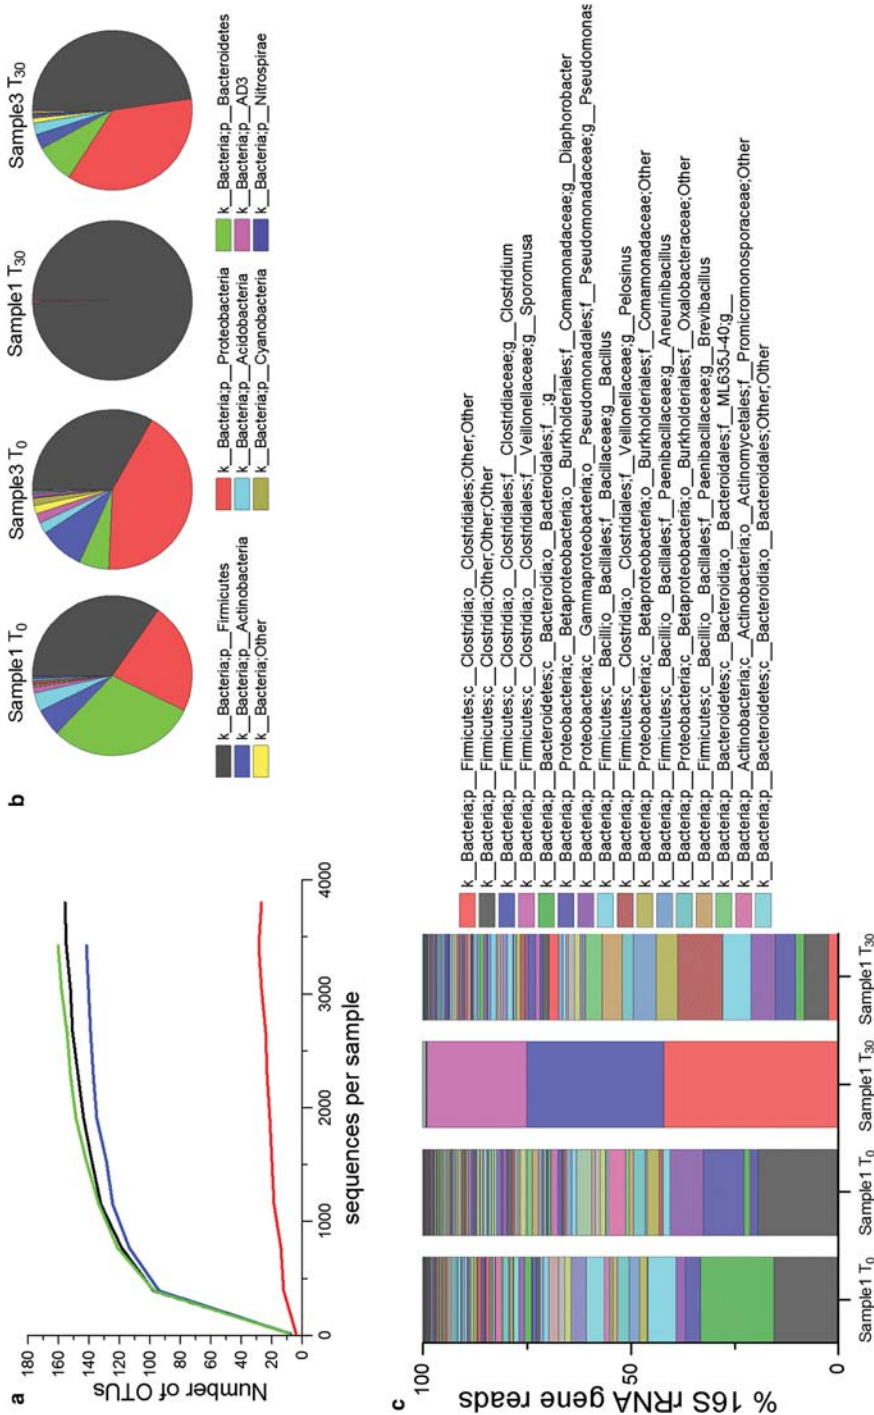 a
180
160
140
120
100
80
60
40
20
0
Number of OTUs
0
1000
2000
3000
4000
sequences per sample
b
Sample1 T0
Sample3 T0
Sample1 T30
Sample3 T30
k__Bacteria;p__Firmicutes
k__Bacteria;p__Proteobacteria
k__Bacteria;p__Bacteroidetes
k__Bacteria;p__Actinobacteria
k__Bacteria;p__Acidobacteria
k__Bacteria;p__AD3
k__Bacteria;Other
k__Bacteria;p__Cyanobacteria
k__Bacteria;p__Nitrospirae
c
100
50
0
% 16S rRNA gene reads
Sample1 T0
Sample1 T0
Sample1 T30
Sample1 T30
k__Bacteria;p__Firmicutes;c__Clostridia;o__Clostridiales;Other;Other
k__Bacteria;p__Firmicutes;c__Clostridia;Other;Other;Other
k__Bacteria;p__Firmicutes;c__Clostridia;o__Clostridiales;f__Clostridiaceae;g__Clostridium
k__Bacteria;p__Firmicutes;c__Clostridia;o__Clostridiales;f__Veillonellaceae;g__Sporomusa
k__Bacteria;p__Bacteroidetes;c__Bacteroidia;o__Bacteroidales;f__;g__
k__Bacteria;p__Proteobacteria;c__Betaproteobacteria;o__Burkholderiales;f__Comamonadaceae;g__Diaphorobacter
k__Bacteria;p__Proteobacteria;c__Gammaproteobacteria;o__Pseudomonadales;f__Pseudomonadaceae;g__Pseudomonas
k__Bacteria;p__Firmicutes;c__Bacilli;o__Bacillales;f__Bacillaceae;g__Bacillus
k__Bacteria;p__Firmicutes;c__Clostridia;o__Clostridiales;f__Veillonellaceae;g__Pelosinus
k__Bacteria;p__Proteobacteria;c__Betaproteobacteria;o__Burkholderiales;f__Comamonadaceae;Other
k__Bacteria;p__Firmicutes;c__Bacilli;o__Bacillales;f__Paenibacillaceae;g__Aneurinibacillus
k__Bacteria;p__Proteobacteria;c__Betaproteobacteria;o__Burkholderiales;f__Oxalobacteraceae;Other
k__Bacteria;p__Firmicutes;c__Bacilli;o__Bacillales;f__Paenibacillaceae;g__Brevibacillus
k__Bacteria;p__Bacteroidetes;c__Bacteroidia;o__Bacteroidales;f__ML635J-40;g__
k__Bacteria;p__Actinobacteria;c__Actinobacteria;o__Actinomycetales;f__Promicromonosporaceae;Other
k__Bacteria;p__Bacteroidetes;c__Bacteroidia;o__Bacteroidales;Other;Other